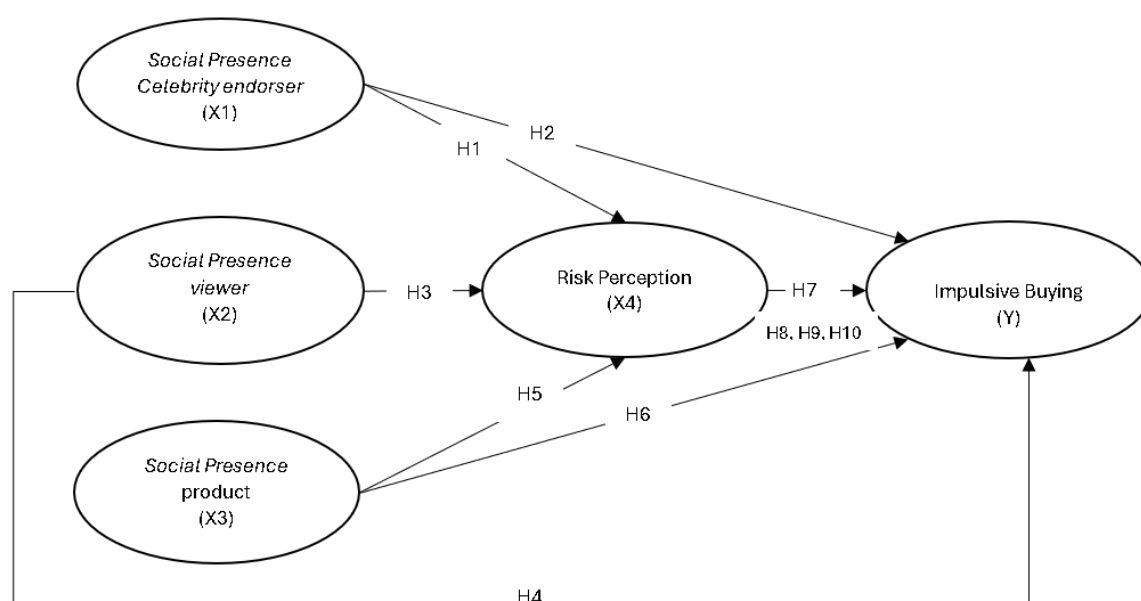 Social Presence
Celebrity endorser
(X1)
H2
H1
Social Presence
viewer
(X2)
H3
Risk Perception
(X4)
H7
Impulsive Buying
(Y)
H8, H9, H10
H5
H6
Social Presence
product
(X3)
H4